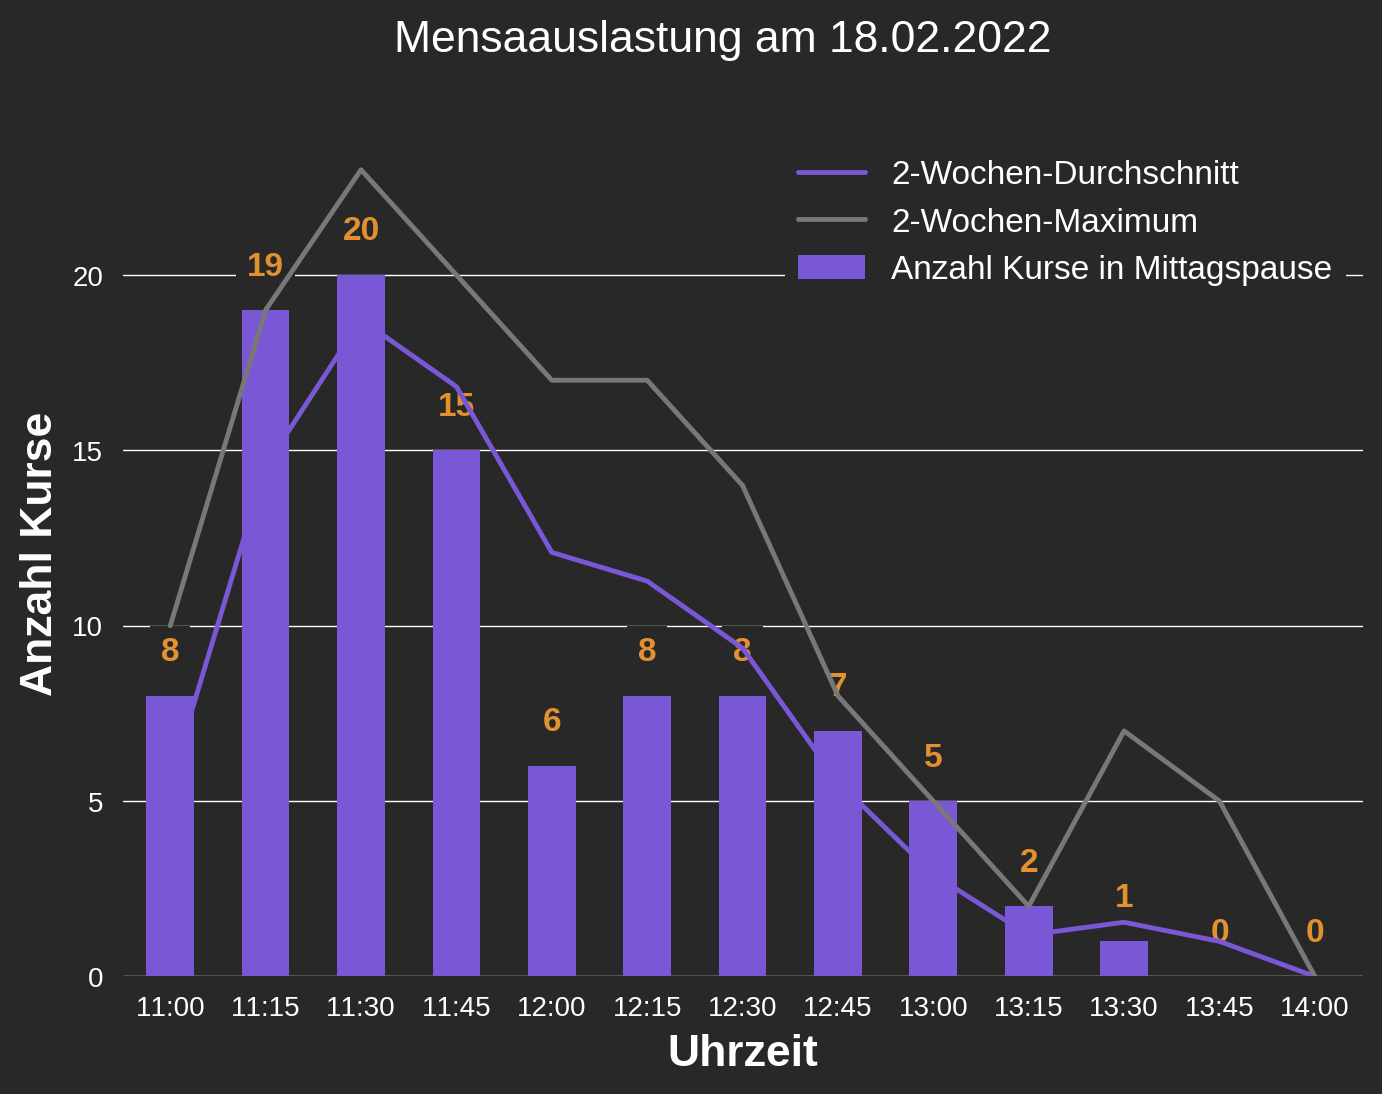 Mensaauslastung am 18.02.2022
2-Wochen-Durchschnitt
2-Wochen-Maximum
Anzahl Kurse in Mittagspause
Anzahl Kurse
20
15
10
5
0
8
19
20
15
6
8
8
7
5
2
1
0
0
11:00 11:15 11:30 11:45 12:00 12:15 12:30 12:45 13:00 13:15 13:30 13:45 14:00
Uhrzeit